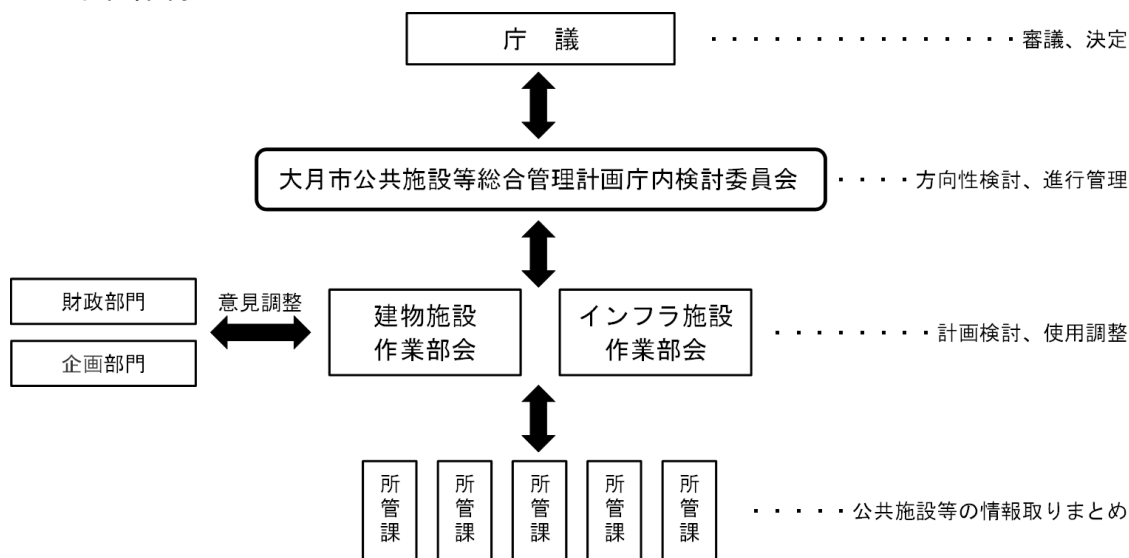 庁　議
・・・・・・・・・・・・・・・審議、決定
大月市公共施設等総合管理計画庁内検討委員会
・・・・方向性検討、進行管理
財政部門
企画部門
意見調整
建物施設
作業部会
インフラ施設
作業部会
・・・・・・・・計画検討、使用調整
所管課
所管課
所管課
所管課
所管課
・・・・・公共施設等の情報取りまとめ